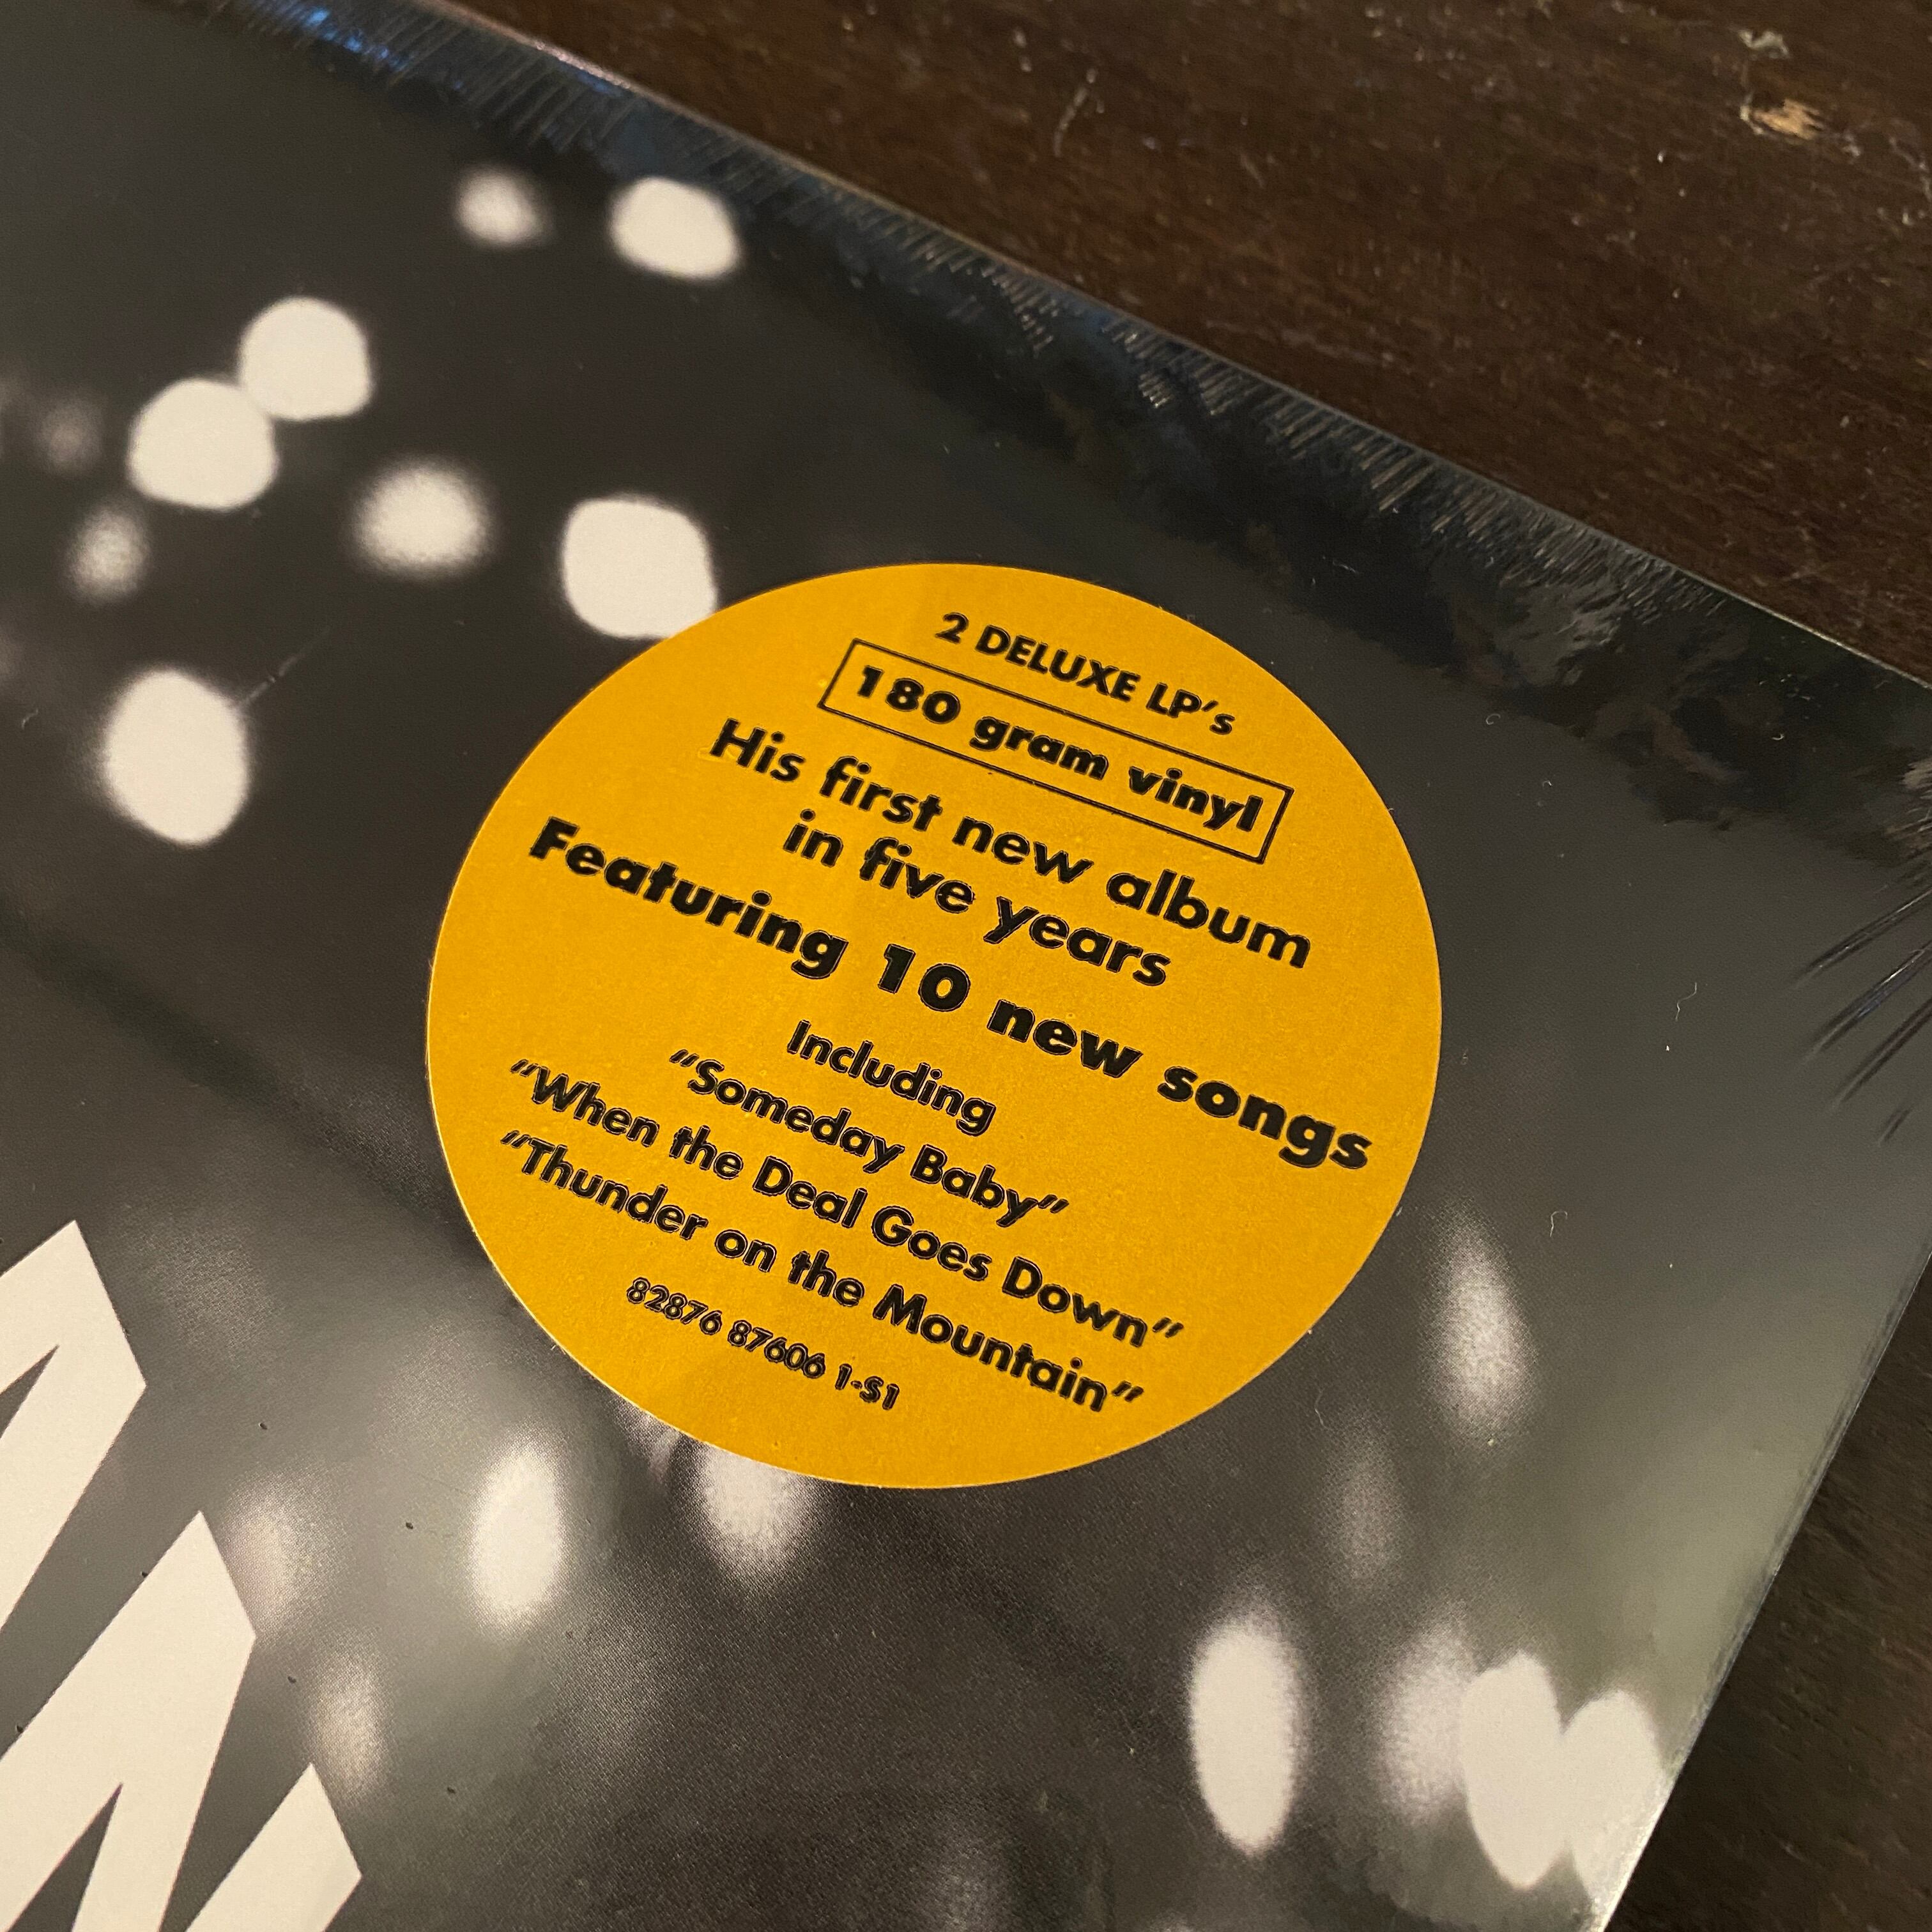 2 DELUXE LP's
180 gram vinyl
His first new album
in five years
Featuring 10 new songs
Including
"Someday Baby"
"When the Deal Goes Down"
"Thunder on the Mountain"
82876 87606 1-S1